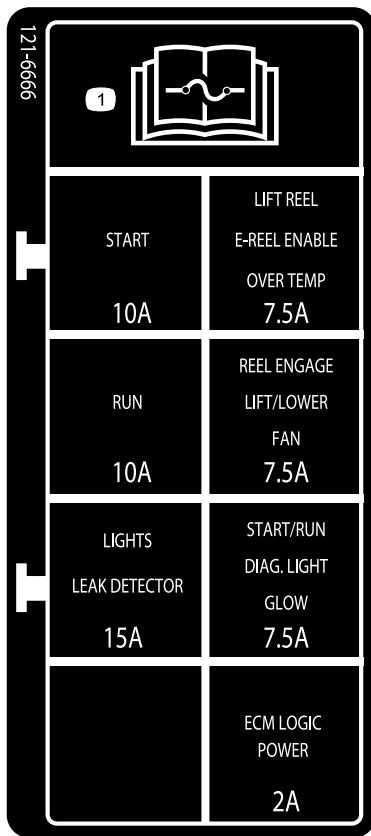 121-6666
1
START
10A
LIFT REEL
E-REEL ENABLE
OVER TEMP
7.5A
RUN
10A
REEL ENGAGE
LIFT/LOWER
FAN
7.5A
LIGHTS
LEAK DETECTOR
15A
START/RUN
DIAG. LIGHT
GLOW
7.5A
ECM LOGIC
POWER
2A